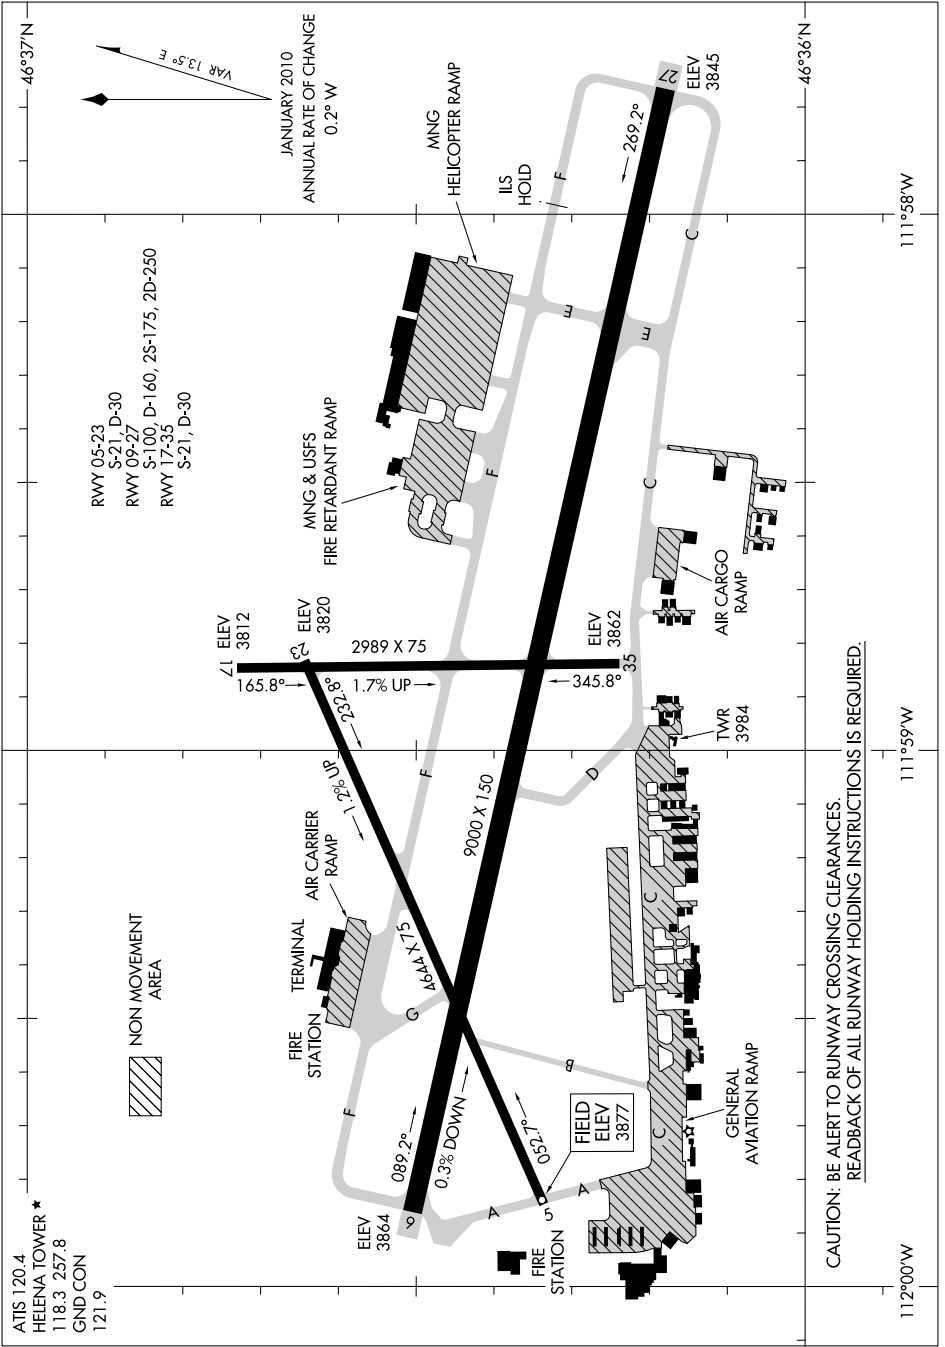 ATIS 120.4
HELENA TOWER ★
118.3 257.8
GND CON
121.9
NON MOVEMENT
AREA
RWY 05-23
S-21, D-30
RWY 09-27
S-100, D-160, 2S-175, 2D-250
RWY 17-35
S-21, D-30
JANUARY 2010
ANNUAL RATE OF CHANGE
0.2° W
VAR 13.5° E
46°37'N
46°36'N
111°58'W
111°59'W
112°00'W
FIRE
STATION
TERMINAL
AIR CARRIER
RAMP
17
ELEV
3812
23
ELEV
3820
165.8°
232.8°
1.7% UP
1.2% UP
2989 X 75
MNG & USFS
FIRE RETARDANT RAMP
MNG
HELICOPTER RAMP
ILS
HOLD
F
F
F
F
G
ELEV
3864
9
089.2°
0.3% DOWN
4644 X 75
9000 X 150
345.8°
ELEV
3862
35
E
E
269.2°
27
ELEV
3845
A
A
5
052.7°
FIELD
ELEV
3877
B
D
C
C
C
C
FIRE
STATION
GENERAL
AVIATION RAMP
TWR
3984
AIR CARGO
RAMP
CAUTION: BE ALERT TO RUNWAY CROSSING CLEARANCES.
READBACK OF ALL RUNWAY HOLDING INSTRUCTIONS IS REQUIRED.